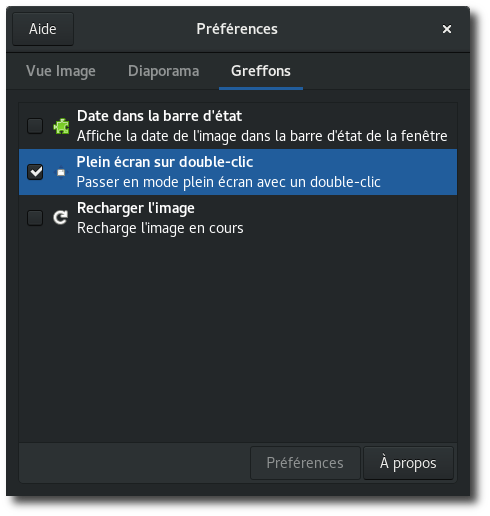 Aide
Préférences
Vue Image
Diaporama
Greffons
Date dans la barre d'état
Affiche la date de l'image dans la barre d'état de la fenêtre
Plein écran sur double-clic
Passer en mode plein écran avec un double-clic
Recharger l'image
Recharge l'image en cours
Préférences
À propos